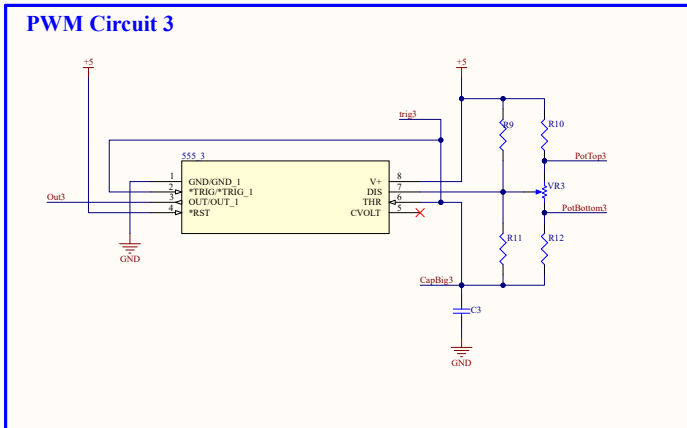 PWM Circuit 3
+5
+5
trig3
R9
R10
555_3
PotTop3
1
GND/GND_1
V+
8
2
*TRIG/*TRIG_1
DIS
7
VR3
Out3
3
OUT/OUT_1
THR
6
4
*RST
CVOLT
5
PotBottom3
R11
R12
GND
CapBig3
C3
GND